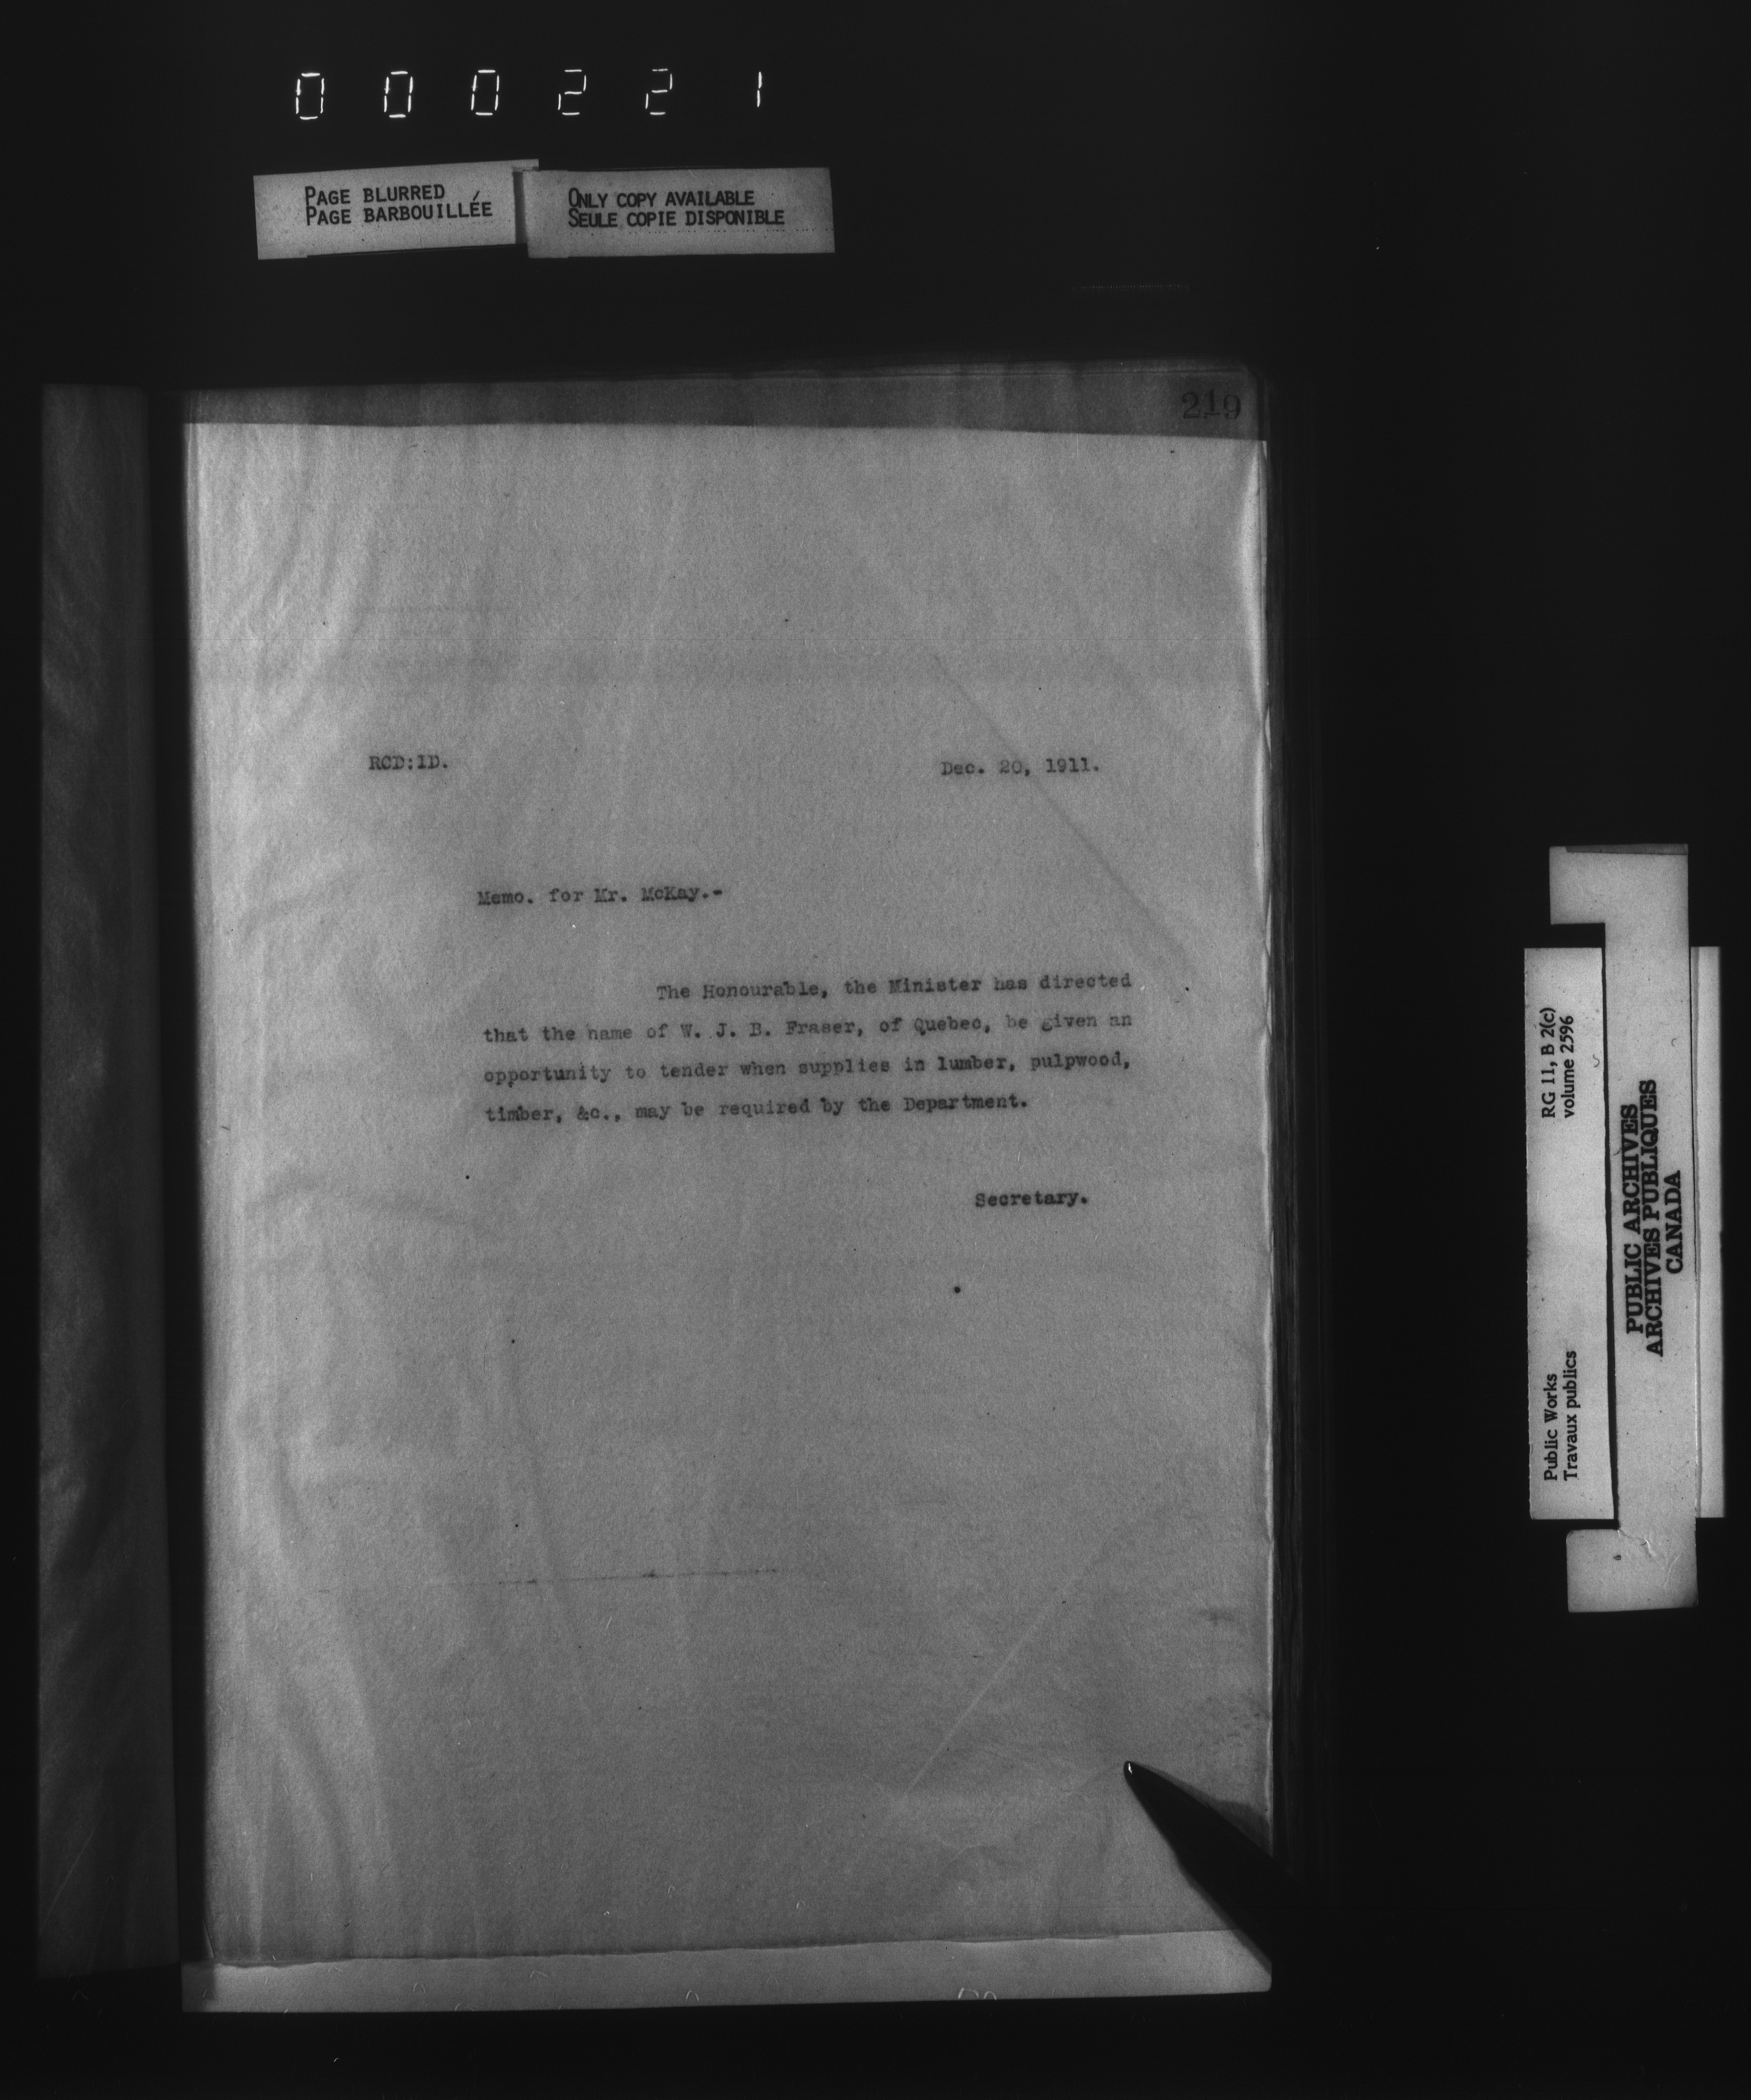 000221
PAGE BLURRED
PAGE BARBOUILLÉE
ONLY COPY AVAILABLE
SEULE COPIE DISPONIBLE
219
RCD:ID.
Dec. 20, 1911.
Memo. for Mr. McKay.-
The Honourable, the Minister has directed
that the name of W. J. B. Fraser, of Quebec, be given an
opportunity to tender when supplies in lumber, pulpwood,
timber, &c., may be required by the Department.
Secretary.
RG 11, B 2(c)
volume 2596
Public Works
Travaux publics
PUBLIC ARCHIVES
ARCHIVES PUBLIQUES
CANADA